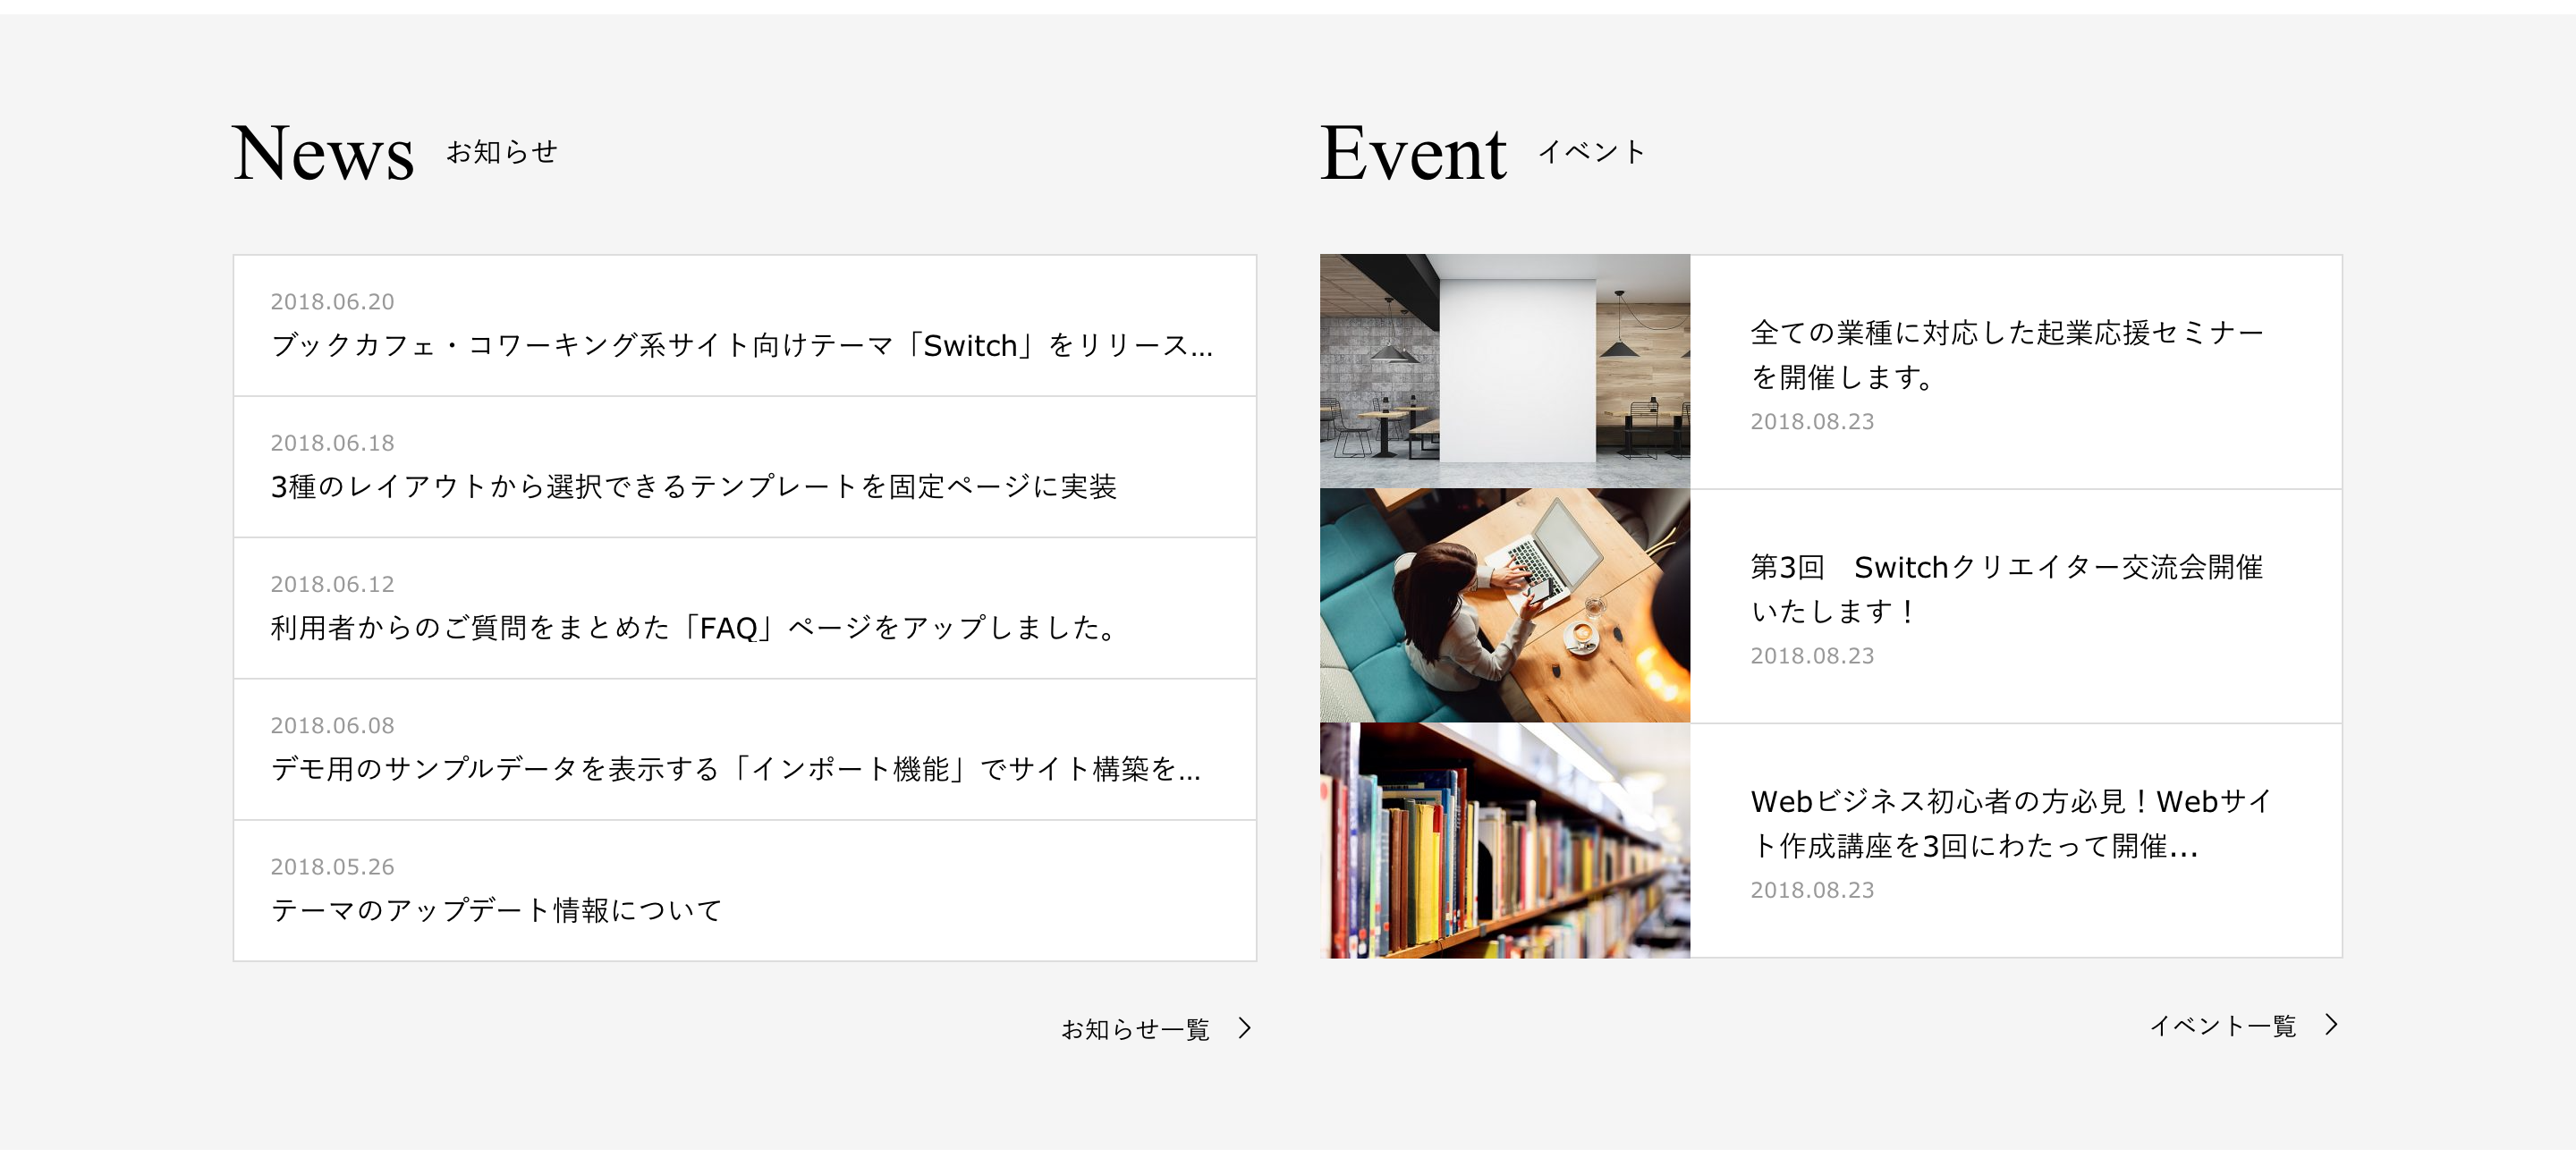 News お知らせ
2018.06.20
ブックカフェ・コワーキング系サイト向けテーマ「Switch」をリリース...
2018.06.18
3種のレイアウトから選択できるテンプレートを固定ページに実装
2018.06.12
利用者からのご質問をまとめた「FAQ」ページをアップしました。
2018.06.08
デモ用のサンプルデータを表示する「インポート機能」でサイト構築を...
2018.05.26
テーマのアップデート情報について
お知らせ一覧
Event イベント
全ての業種に対応した起業応援セミナー
を開催します。
2018.08.23
第3回　Switchクリエイター交流会開催
いたします！
2018.08.23
Webビジネス初心者の方必見！Webサイ
ト作成講座を3回にわたって開催...
2018.08.23
イベント一覧